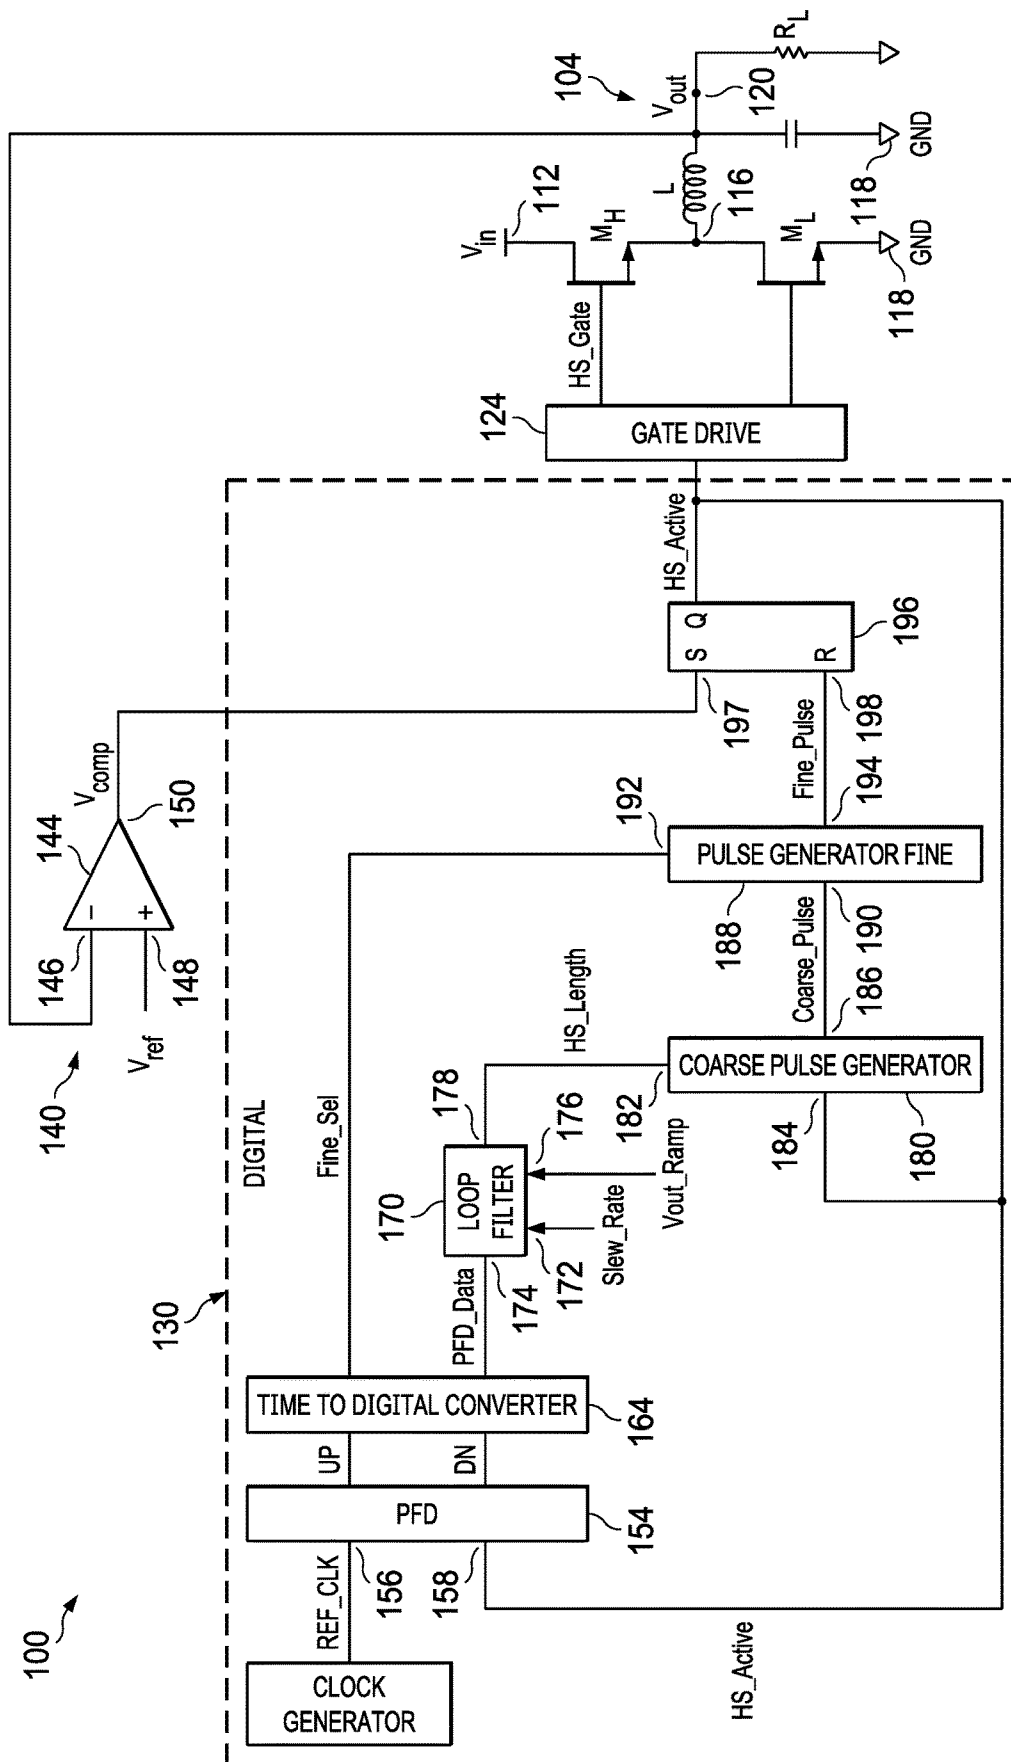 100
CLOCK
GENERATOR
REF_CLK
156
158
PFD
154
UP
DN
TIME TO DIGITAL CONVERTER
164
130
DIGITAL
Fine_Sel
PFD_Data
174
170
LOOP
FILTER
172
Slew_Rate
176
Vout_Ramp
178
HS_Length
182
COARSE PULSE GENERATOR
184
180
186
Coarse_Pulse
190
188
PULSE GENERATOR FINE
192
194
Fine_Pulse
198
197
S
Q
R
196
HS_Active
HS_Active
140
Vref
146
148
−
+
144
150
Vcomp
124
GATE DRIVE
HS_Gate
Vin
112
MH
ML
116
L
118
GND
118
GND
104
Vout
120
RL